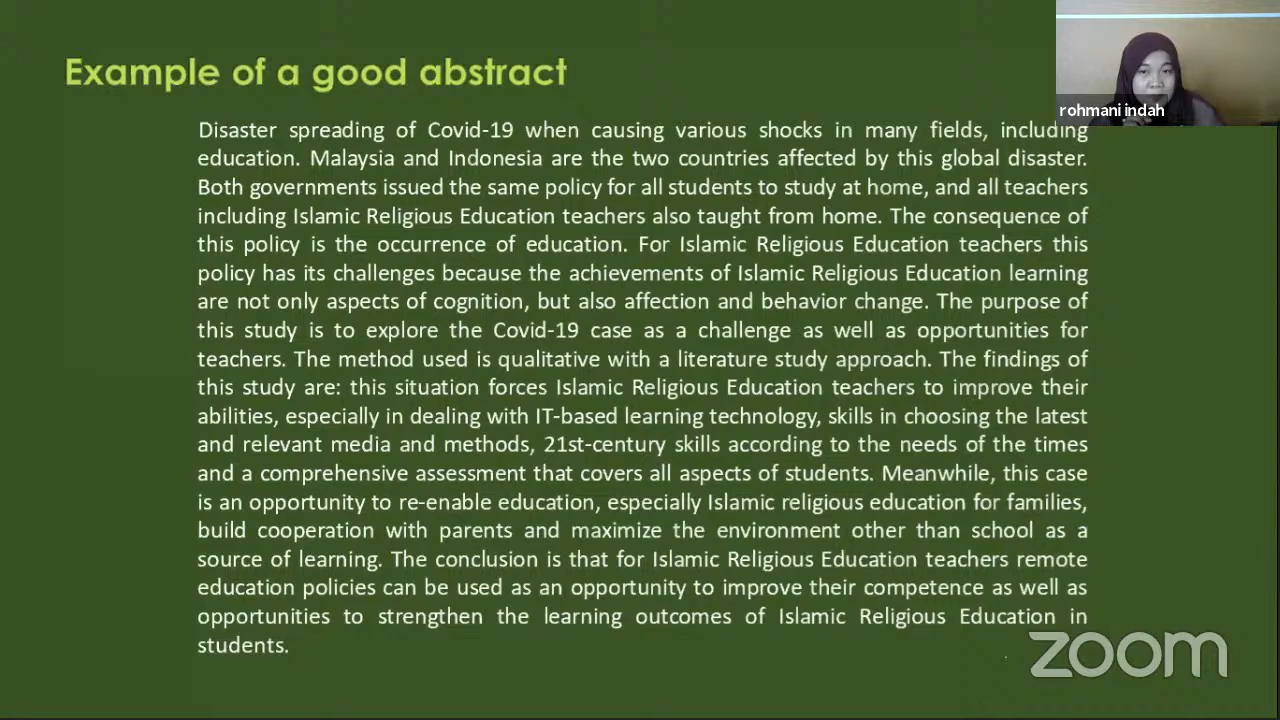 Example of a good abstract
rohmani indah
Disaster spreading of Covid-19 when causing various shocks in many fields, including
education. Malaysia and Indonesia are the two countries affected by this global disaster.
Both governments issued the same policy for all students to study at home, and all teachers
including Islamic Religious Education teachers also taught from home. The consequence of
this policy is the occurrence of education. For Islamic Religious Education teachers this
policy has its challenges because the achievements of Islamic Religious Education learning
are not only aspects of cognition, but also affection and behavior change. The purpose of
this study is to explore the Covid-19 case as a challenge as well as opportunities for
teachers. The method used is qualitative with a literature study approach. The findings of
this study are: this situation forces Islamic Religious Education teachers to improve their
abilities, especially in dealing with IT-based learning technology, skills in choosing the latest
and relevant media and methods, 21st-century skills according to the needs of the times
and a comprehensive assessment that covers all aspects of students. Meanwhile, this case
is an opportunity to re-enable education, especially Islamic religious education for families,
build cooperation with parents and maximize the environment other than school as a
source of learning. The conclusion is that for Islamic Religious Education teachers remote
education policies can be used as an opportunity to improve their competence as well as
opportunities to strengthen the learning outcomes of Islamic Religious Education in
students.
zoom